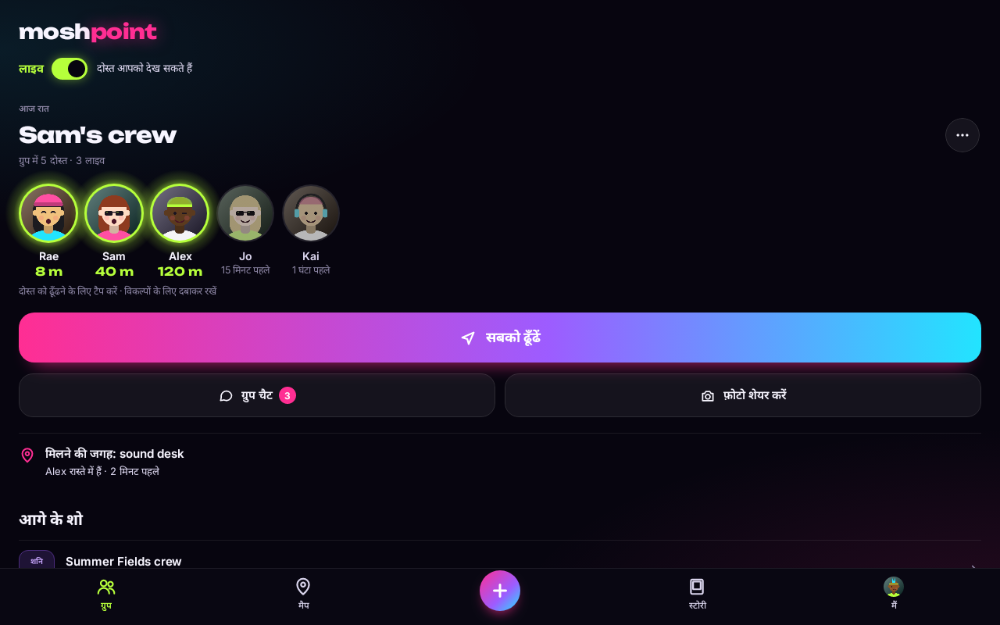 moshpoint
लाइव दोस्त आपको देख सकते हैं
आज रात
Sam's crew
ग्रुप में 5 दोस्त · 3 लाइव
Rae
8 m
Sam
40 m
Alex
120 m
Jo
15 मिनट पहले
Kai
1 घंटा पहले
दोस्त को ढूँढने के लिए टैप करें · विकल्पों के लिए दबाकर रखें
सबको ढूँढें
ग्रुप चैट 3
फ़ोटो शेयर करें
मिलने की जगह: sound desk
Alex रास्ते में हैं · 2 मिनट पहले
आगे के शो
शनि
Summer Fields crew
ग्रुप
मैप
स्टोरी
मैं